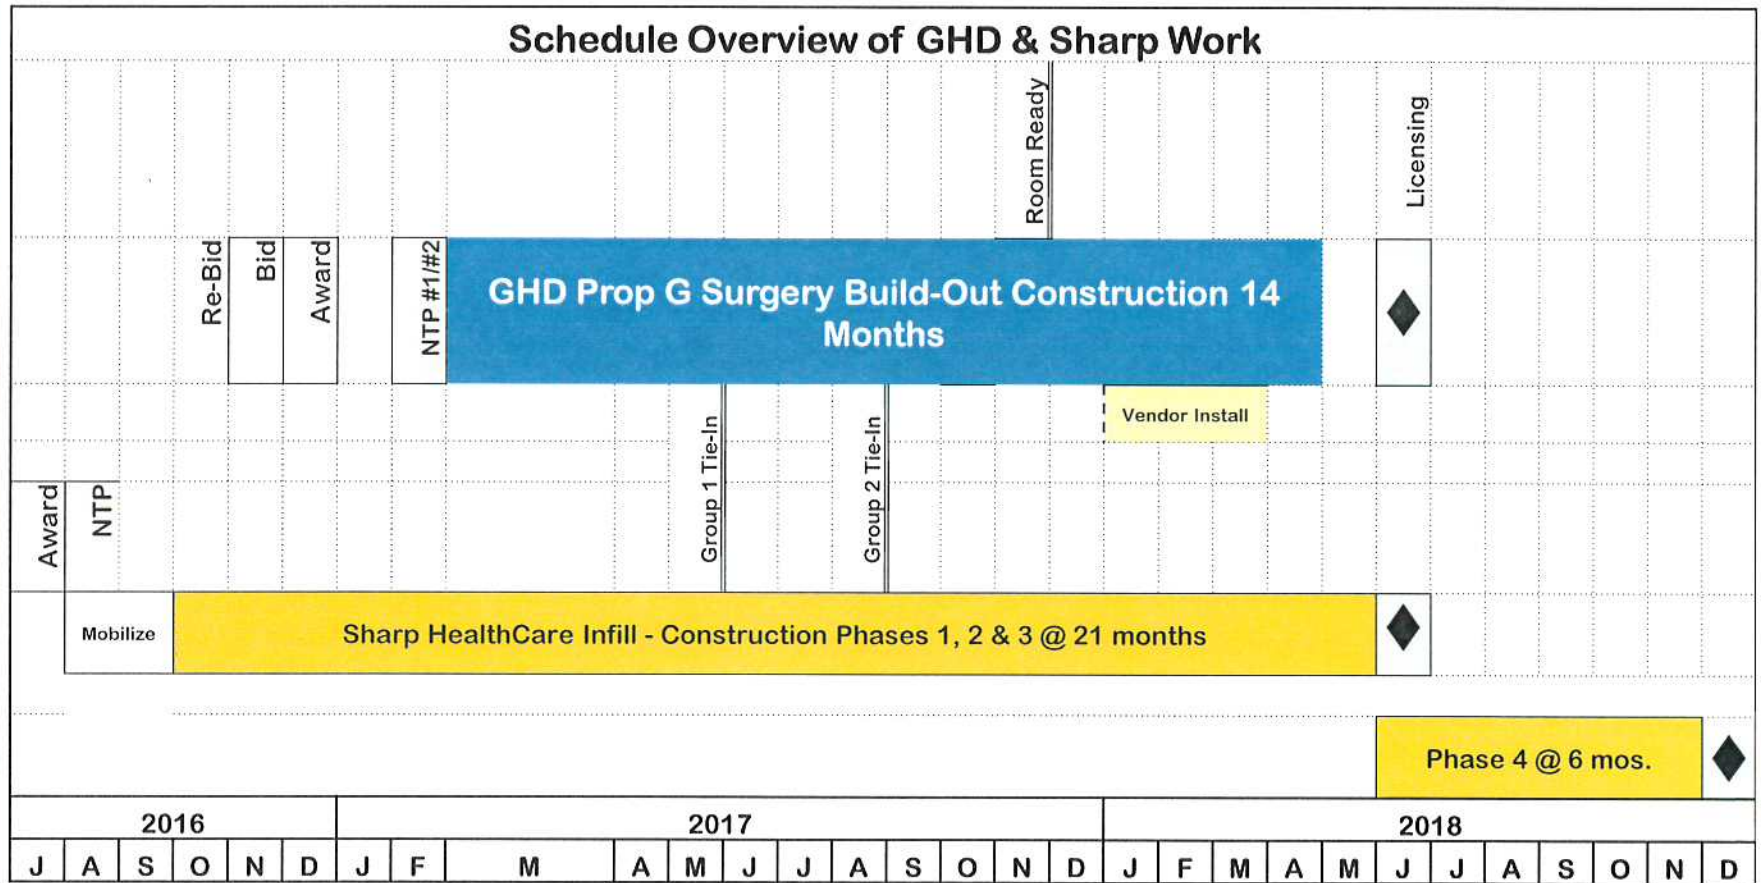 Schedule Overview of GHD & Sharp Work
Room Ready
Licensing
Re-Bid
Bid
Award
NTP #1/#2
GHD Prop G Surgery Build-Out Construction 14
Months
Vendor Install
Group 1 Tie-In
Group 2 Tie-In
Award
NTP
Mobilize
Sharp HealthCare Infill - Construction Phases 1, 2 & 3 @ 21 months
Phase 4 @ 6 mos.
2016 2017 2018
J A S O N D J F M A M J J A S O N D J F M A M J J A S O N D